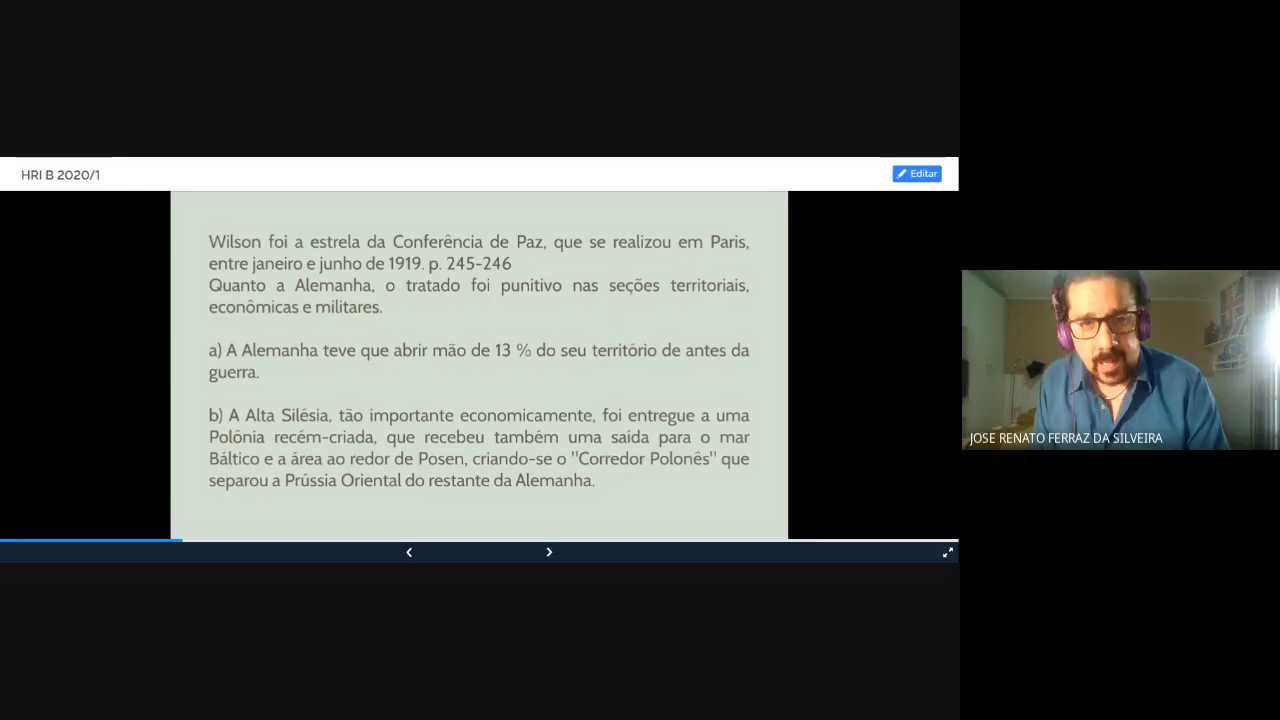 HRI B 2020/1
Editar
Wilson foi a estrela da Conferência de Paz, que se realizou em Paris,
entre janeiro e junho de 1919. p. 245-246
Quanto a Alemanha, o tratado foi punitivo nas seções territoriais,
econômicas e militares.
a) A Alemanha teve que abrir mão de 13 % do seu território de antes da
guerra.
b) A Alta Silésia, tão importante economicamente, foi entregue a uma
Polônia recém-criada, que recebeu também uma saída para o mar
Báltico e a área ao redor de Posen, criando-se o "Corredor Polonês" que
separou a Prússia Oriental do restante da Alemanha.
JOSE RENATO FERRAZ DA SILVEIRA